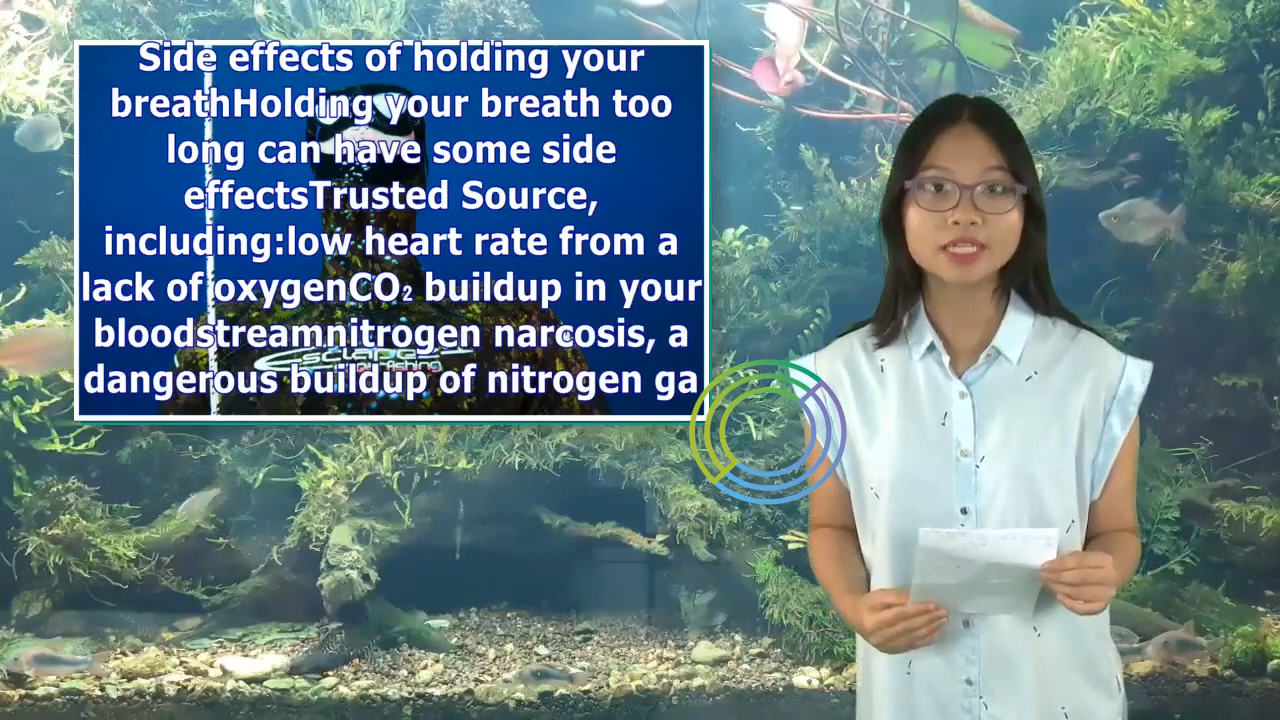 Side effects of holding your
breathHolding your breath too
long can have some side
effectsTrusted Source,
including:low heart rate from a
lack of oxygenCO₂ buildup in your
bloodstreamnitrogen narcosis, a
dangerous buildup of nitrogen ga